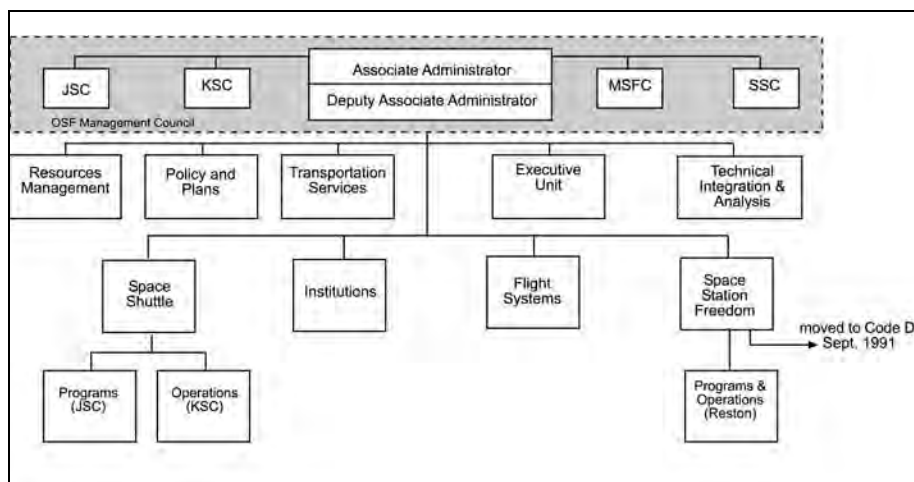 Associate Administrator
JSC
KSC
MSFC
SSC
Deputy Associate Administrator
OSF Management Council
Resources
Management
Policy and
Plans
Transportation
Services
Executive
Unit
Technical
Integration &
Analysis
Space
Shuttle
Institutions
Flight
Systems
Space
Station
Freedom
moved to Code D
Sept. 1991
Programs
(JSC)
Operations
(KSC)
Programs &
Operations
(Reston)